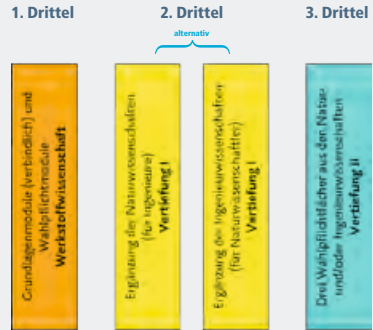 1. Drittel
2. Drittel
3. Drittel
alternativ
Grundlagenmodule (verbindlich) und
Wahlpflichtmodule
Werkstoffwissenschaft
Ergänzung der Naturwissenschaften
(für Ingenieure)
Vertiefung I
Ergänzung der Ingenieurwissenschaften
(für Naturwissenschaftler)
Vertiefung I
Drei Wahlpflichtfächer aus den Natur-
und/oder Ingenieurwissenschaften
Vertiefung II